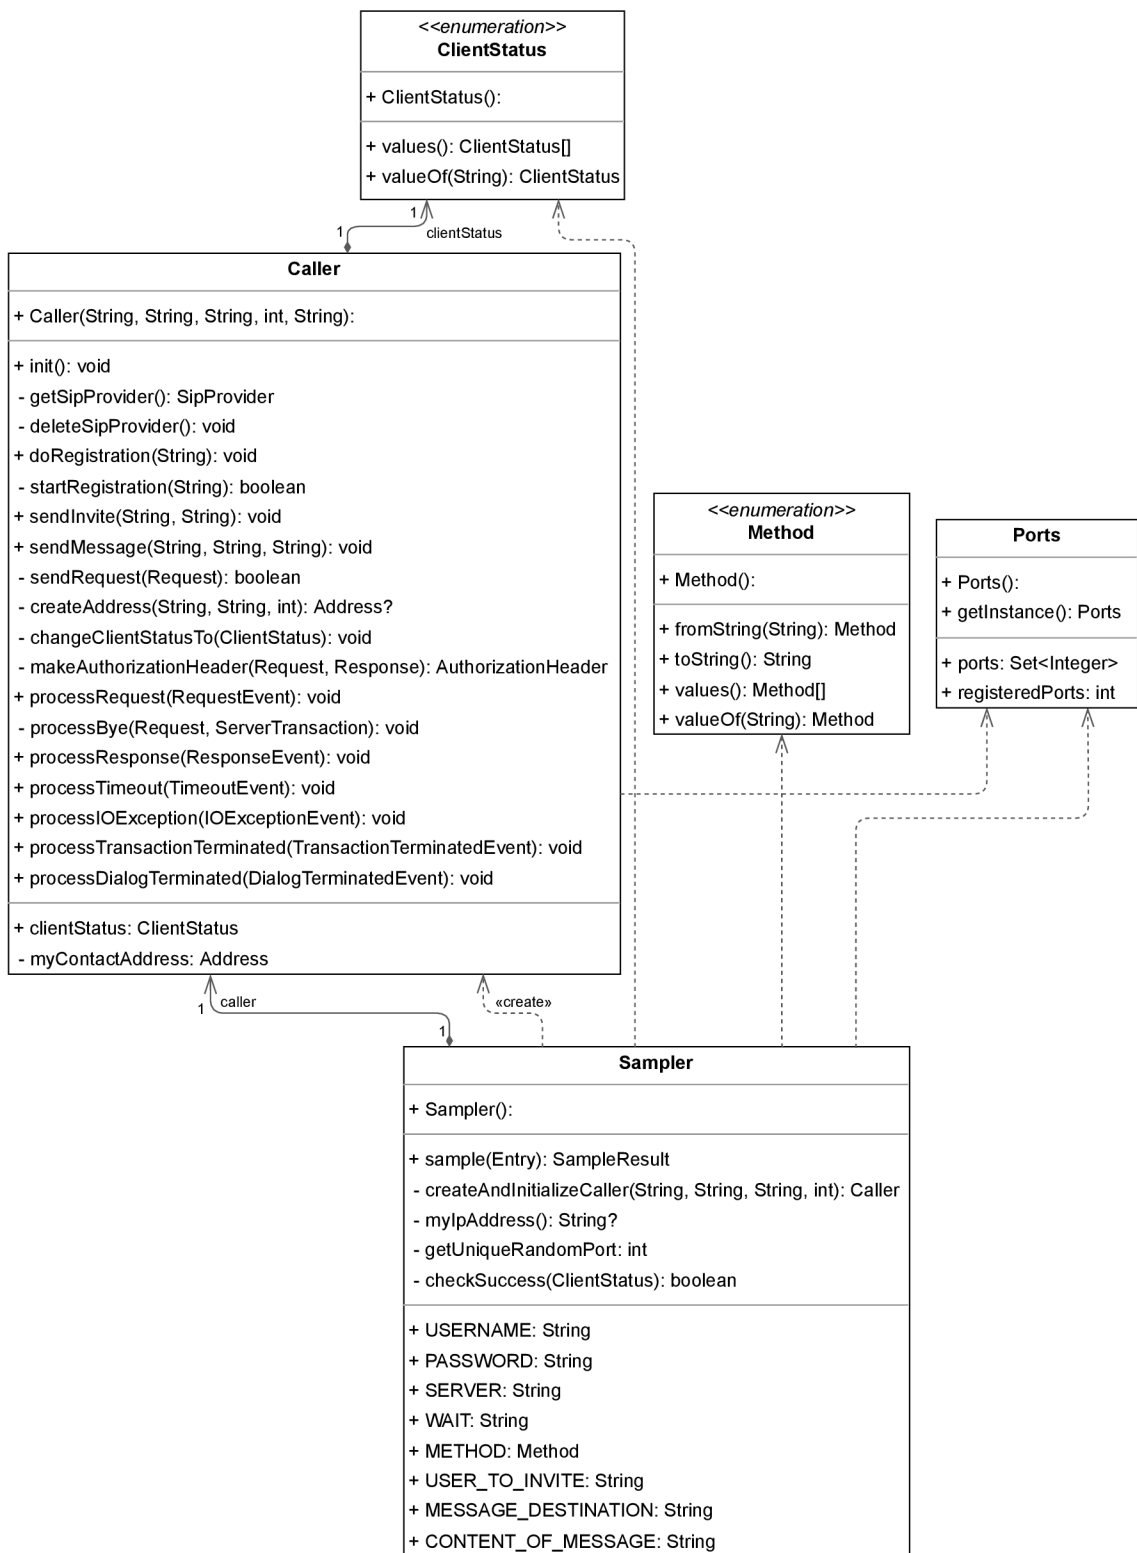 <<enumeration>>
ClientStatus
+ ClientStatus():
+ values(): ClientStatus[]
+ valueOf(String): ClientStatus
1
1
clientStatus
Caller
+ Caller(String, String, String, int, String):
+ init(): void
- getSipProvider(): SipProvider
- deleteSipProvider(): void
+ doRegistration(String): void
- startRegistration(String): boolean
+ sendInvite(String, String): void
+ sendMessage(String, String, String): void
- sendRequest(Request): boolean
- createAddress(String, String, int): Address?
- changeClientStatusTo(ClientStatus): void
- makeAuthorizationHeader(Request, Response): AuthorizationHeader
+ processRequest(RequestEvent): void
- processBye(Request, ServerTransaction): void
+ processResponse(ResponseEvent): void
+ processTimeout(TimeoutEvent): void
+ processIOException(IOExceptionEvent): void
+ processTransactionTerminated(TransactionTerminatedEvent): void
+ processDialogTerminated(DialogTerminatedEvent): void
+ clientStatus: ClientStatus
- myContactAddress: Address
<<enumeration>>
Method
+ Method():
+ fromString(String): Method
+ toString(): String
+ values(): Method[]
+ valueOf(String): Method
Ports
+ Ports():
+ getInstance(): Ports
+ ports: Set<Integer>
+ registeredPorts: int
1
caller
«create»
1
Sampler
+ Sampler():
+ sample(Entry): SampleResult
- createAndInitializeCaller(String, String, String, int): Caller
- myIpAddress(): String?
- getUniqueRandomPort: int
- checkSuccess(ClientStatus): boolean
+ USERNAME: String
+ PASSWORD: String
+ SERVER: String
+ WAIT: String
+ METHOD: Method
+ USER_TO_INVITE: String
+ MESSAGE_DESTINATION: String
+ CONTENT_OF_MESSAGE: String